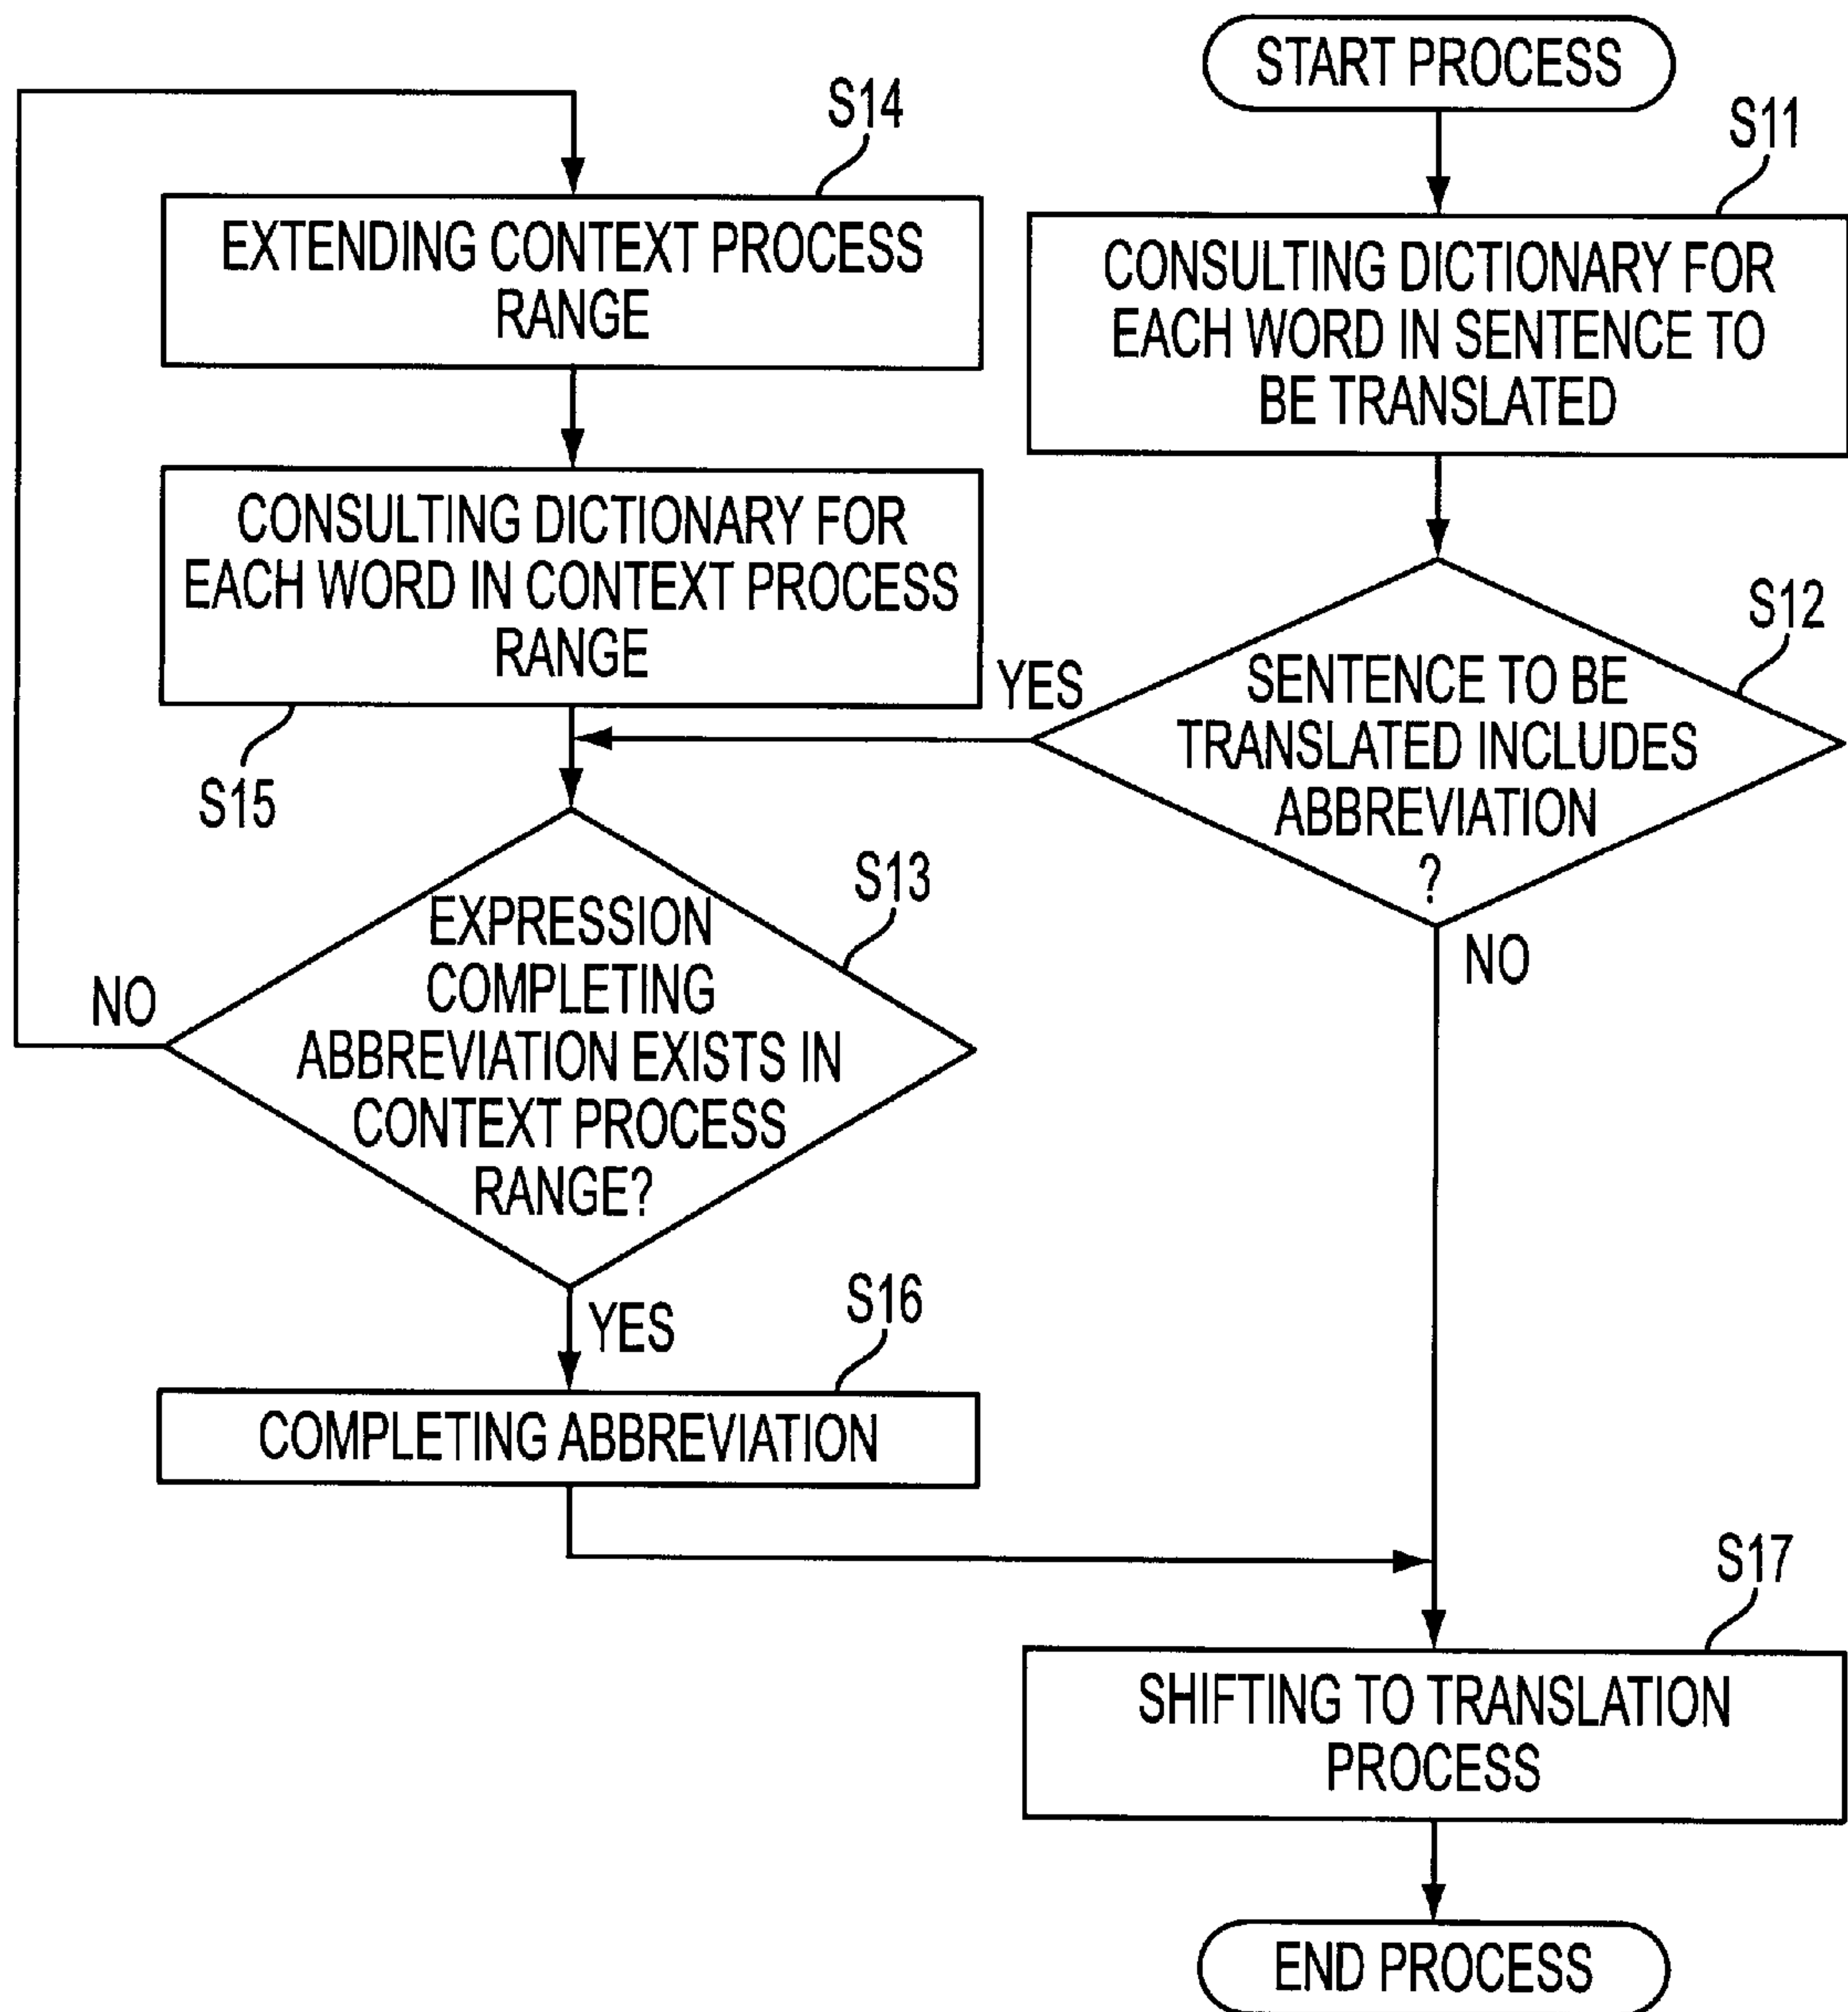 START PROCESS
S11
CONSULTING DICTIONARY FOR
EACH WORD IN SENTENCE TO
BE TRANSLATED
S12
SENTENCE TO BE
TRANSLATED INCLUDES
ABBREVIATION
?
YES
NO
S14
EXTENDING CONTEXT PROCESS
RANGE
CONSULTING DICTIONARY FOR
EACH WORD IN CONTEXT PROCESS
RANGE
S15
S13
EXPRESSION
COMPLETING
ABBREVIATION EXISTS IN
CONTEXT PROCESS
RANGE?
NO
YES
S16
COMPLETING ABBREVIATION
S17
SHIFTING TO TRANSLATION
PROCESS
END PROCESS